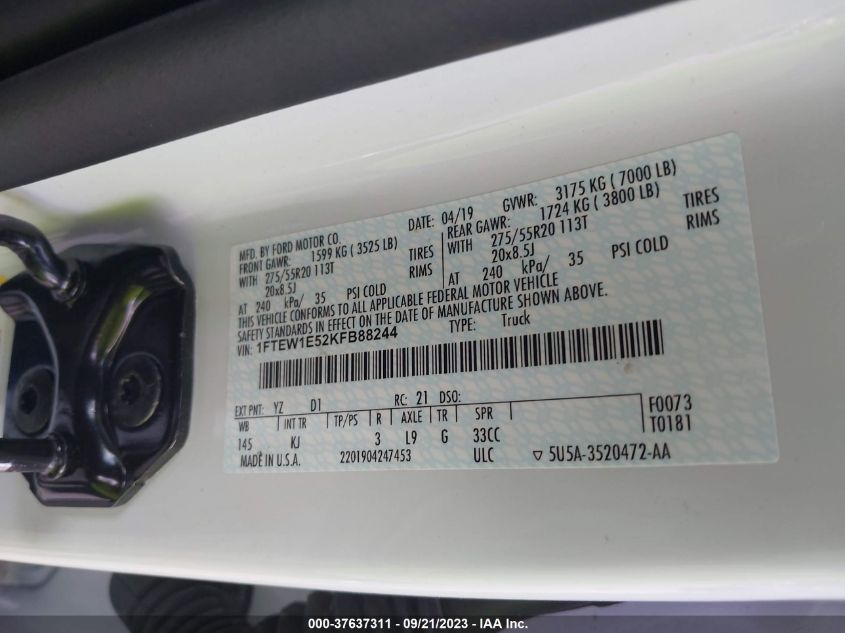 MFD. BY FORD MOTOR CO. DATE: 04/19 GVWR: 3175 KG ( 7000 LB)
FRONT GAWR: 1599 KG ( 3525 LB) REAR GAWR: 1724 KG ( 3800 LB)
WITH 275/55R20 113T TIRES WITH 275/55R20 113T TIRES
20x8.5J RIMS 20x8.5J RIMS
AT 240 kPa/ 35 PSI COLD AT 240 kPa/ 35 PSI COLD
THIS VEHICLE CONFORMS TO ALL APPLICABLE FEDERAL MOTOR VEHICLE
SAFETY STANDARDS IN EFFECT ON THE DATE OF MANUFACTURE SHOWN ABOVE.
VIN: 1FTEW1E52KFB88244 TYPE: Truck
EXT PNT: YZ D1 RC: 21 DSO: F0073
WB INT TR TP/PS R AXLE TR SPR T0181
145 KJ 3 L9 G 33CC
MADE IN U.S.A. 2201904247453 ULC ▽ 5U5A-3520472-AA
000-37637311 - 09/21/2023 - IAA Inc.